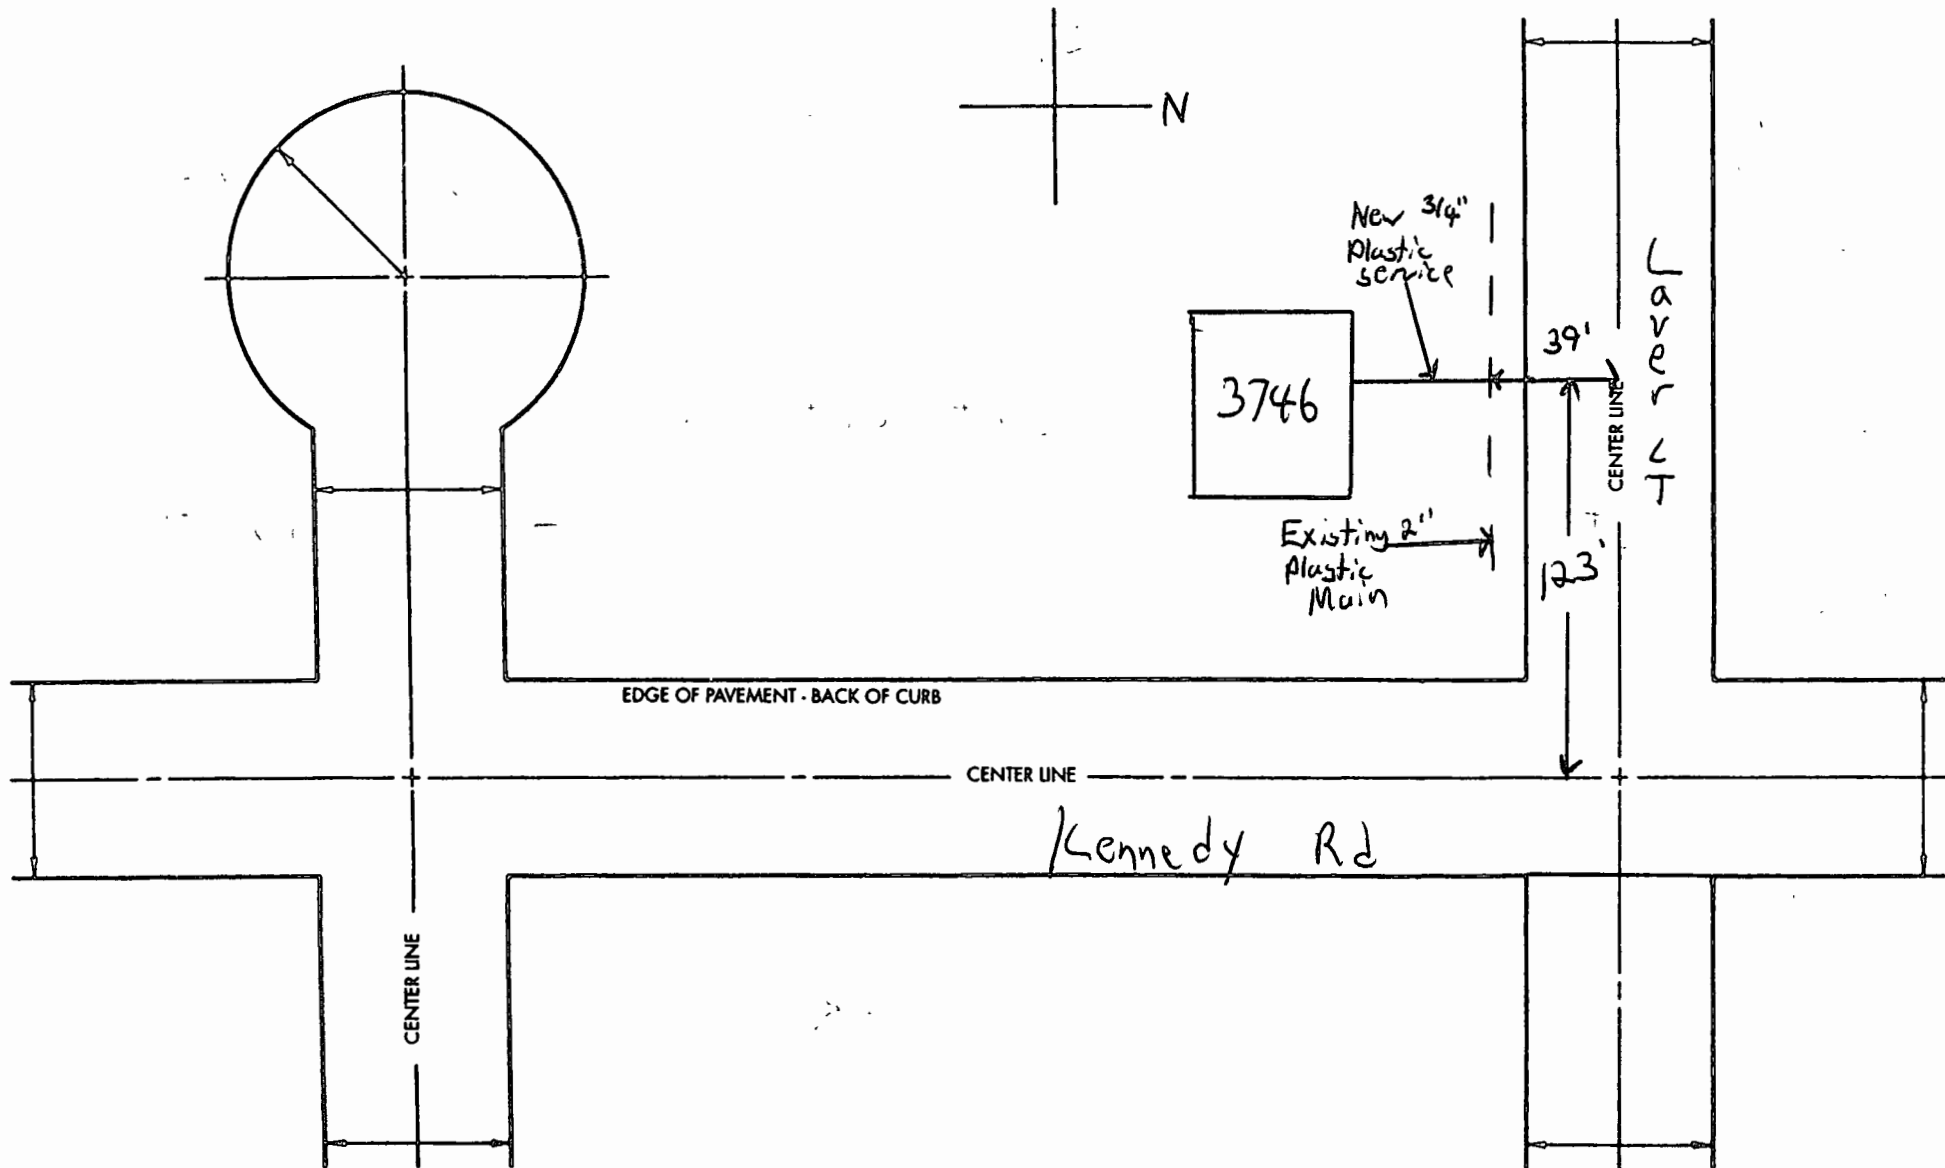 N
New 3/4"
Plastic
service
39'
Laver CT
3746
CENTER LINE
Existing 2"
Plastic
Main
123'
EDGE OF PAVEMENT - BACK OF CURB
CENTER LINE
Kennedy Rd
CENTER LINE